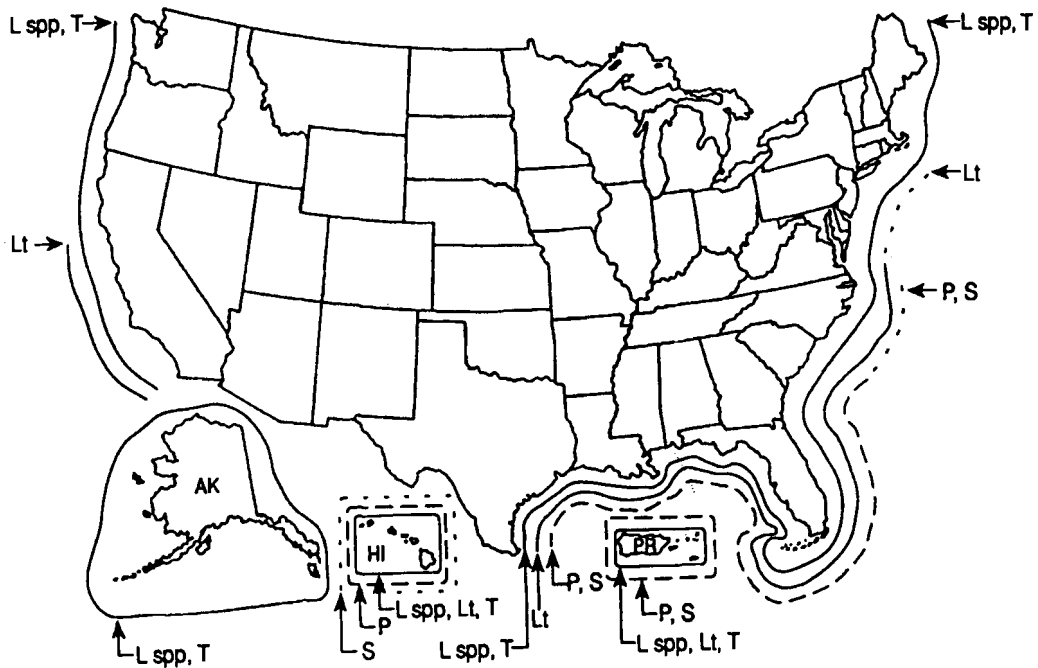 L spp, T
L spp, T
Lt
Lt
P, S
AK
HI
PR
P, S
L spp, Lt, T
Lt
P
P, S
S
L spp, T
L spp, Lt, T
L spp, T